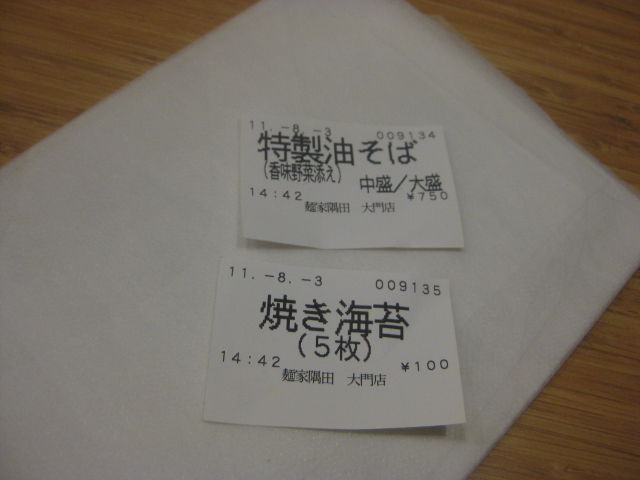 11.-8.-3 009134
特製油そば
(香味野菜添え) 中盛/大盛
14:42 ¥750
麺家隅田 大門店
11.-8.-3 009135
焼き海苔
(5枚)
14:42 ¥100
麺家隅田 大門店